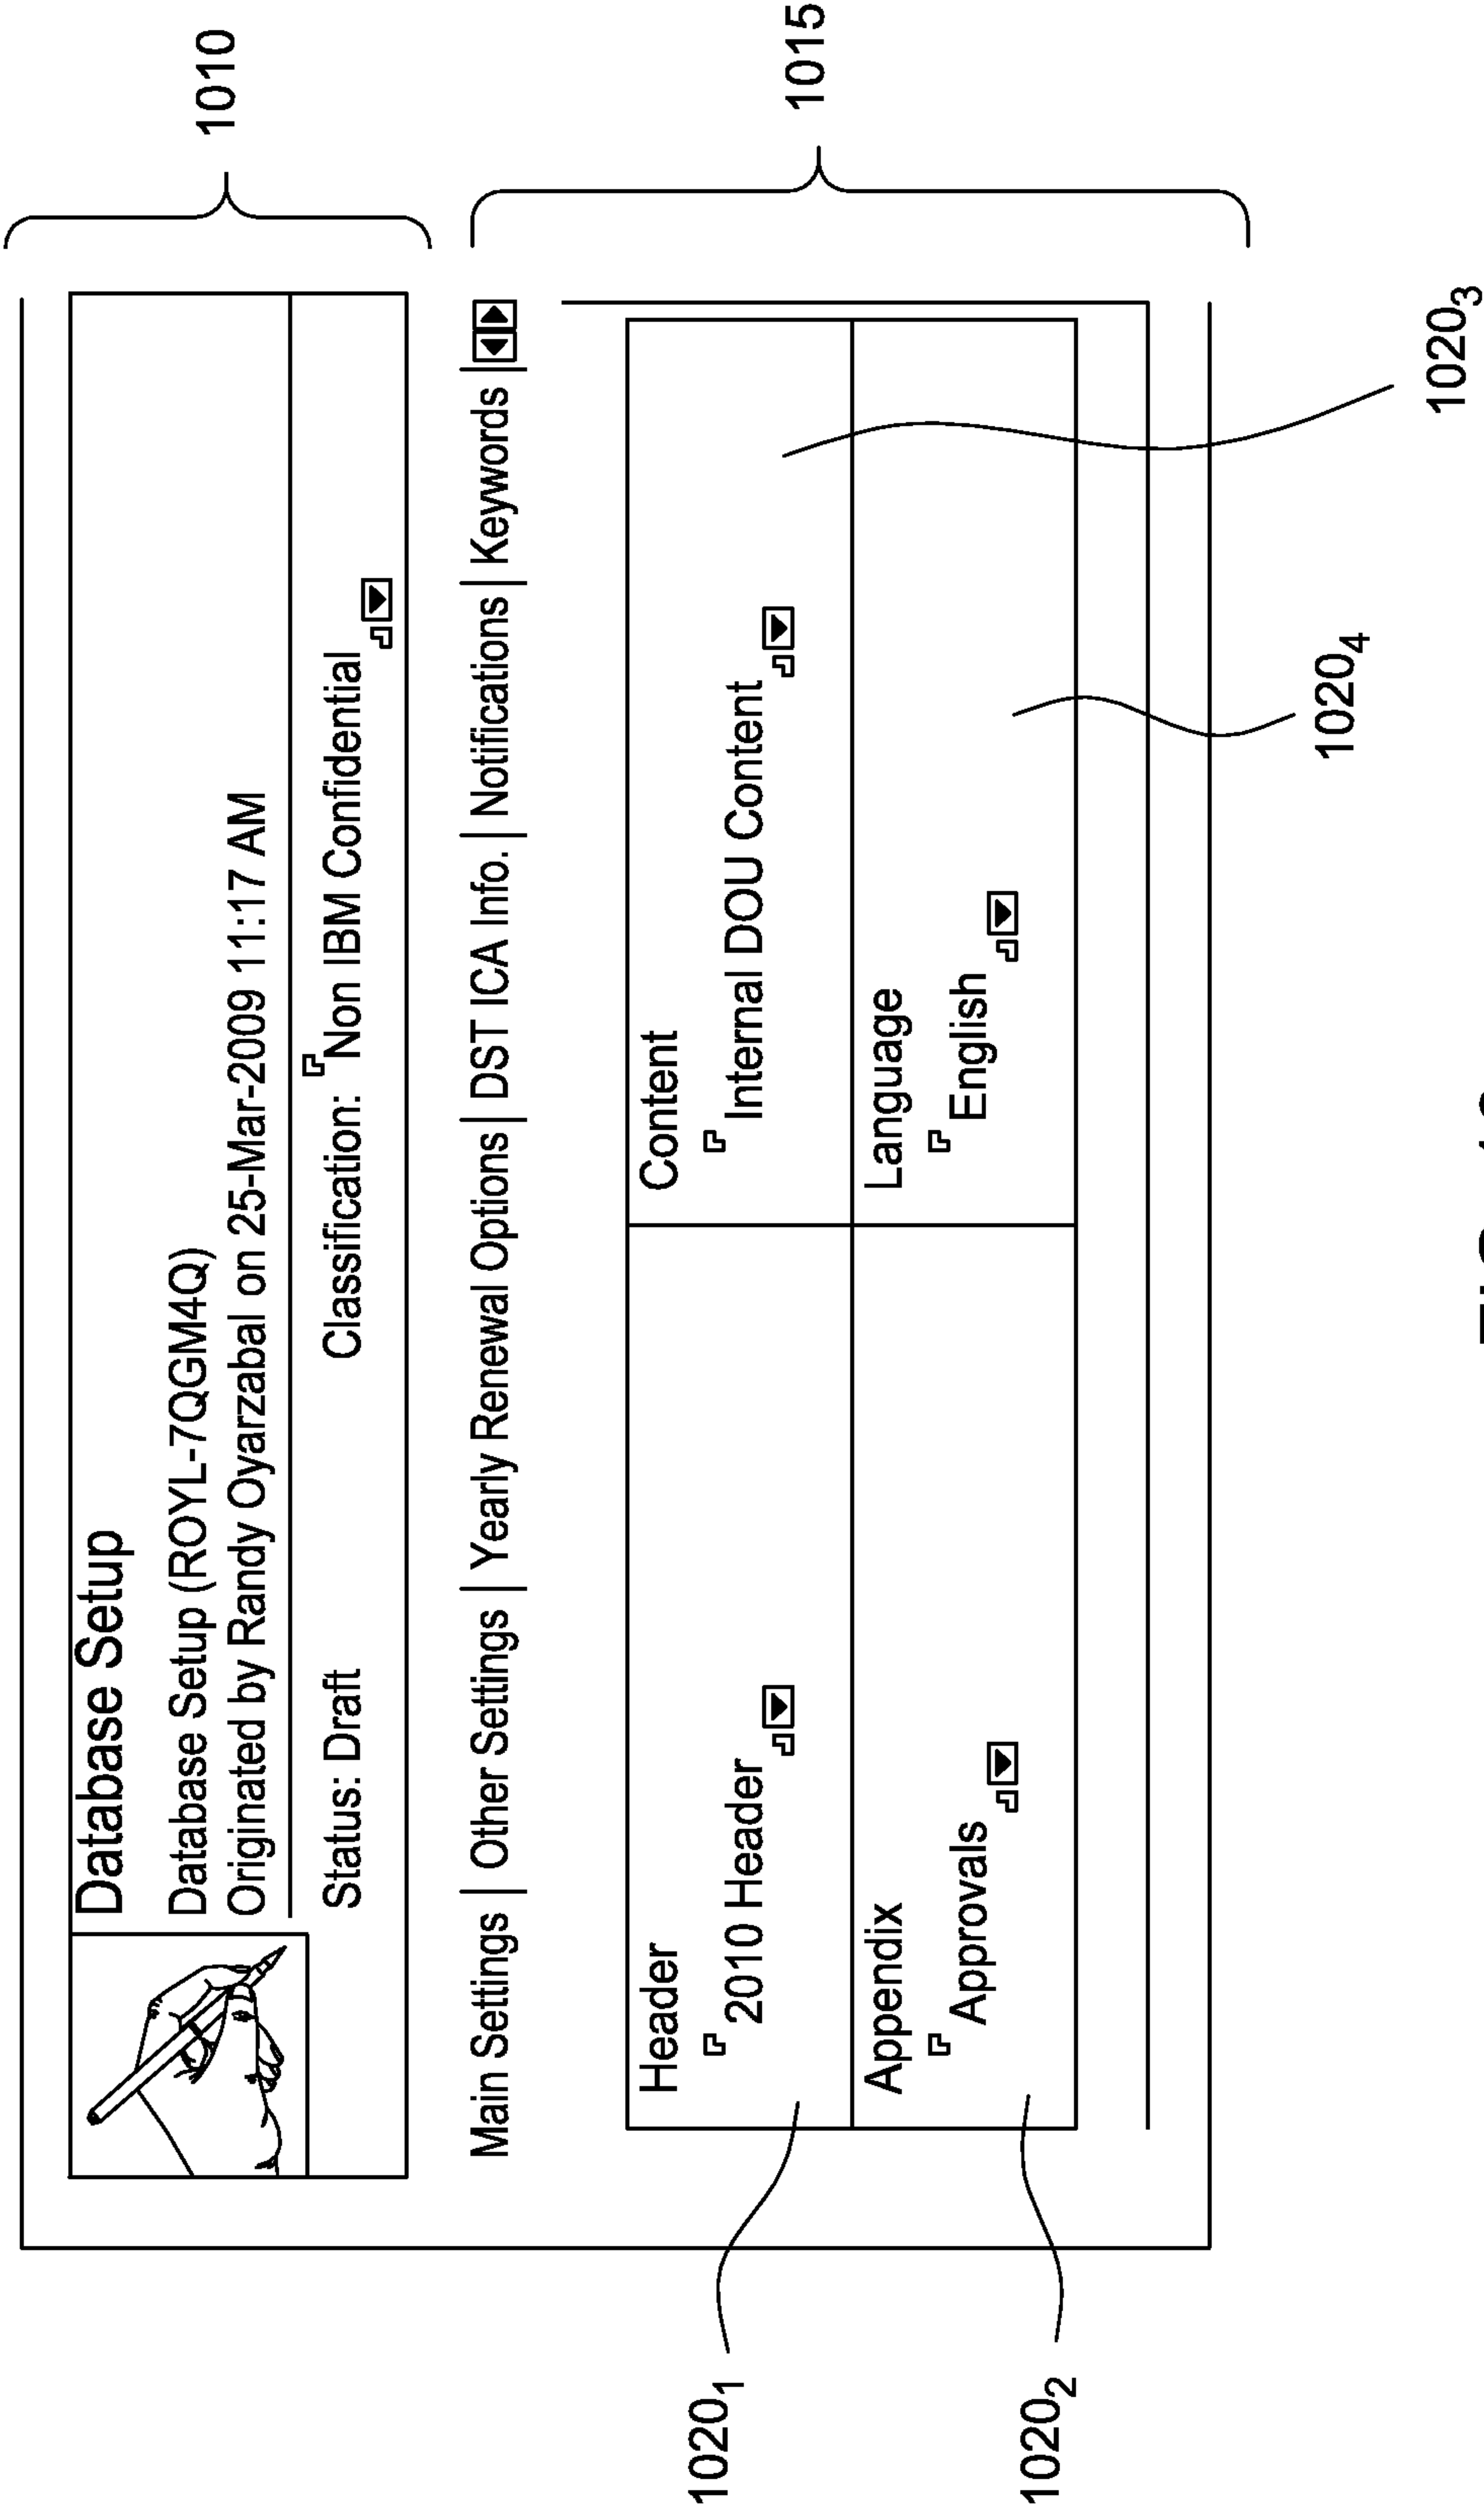 1010
Database Setup
Database Setup (ROYL-7QGM4Q)
Originated by Randy Oyarzabal on 25-Mar-2009 11:17 AM
Status: Draft Classification: Non IBM Confidential
1015
Main Settings | Other Settings | Yearly Renewal Options | DST ICA Info. | Notifications | Keywords |
Header Content
2010 Header Internal DOU Content
Appendix Language
Approvals English
1020₁
1020₂
1020₃
1020₄